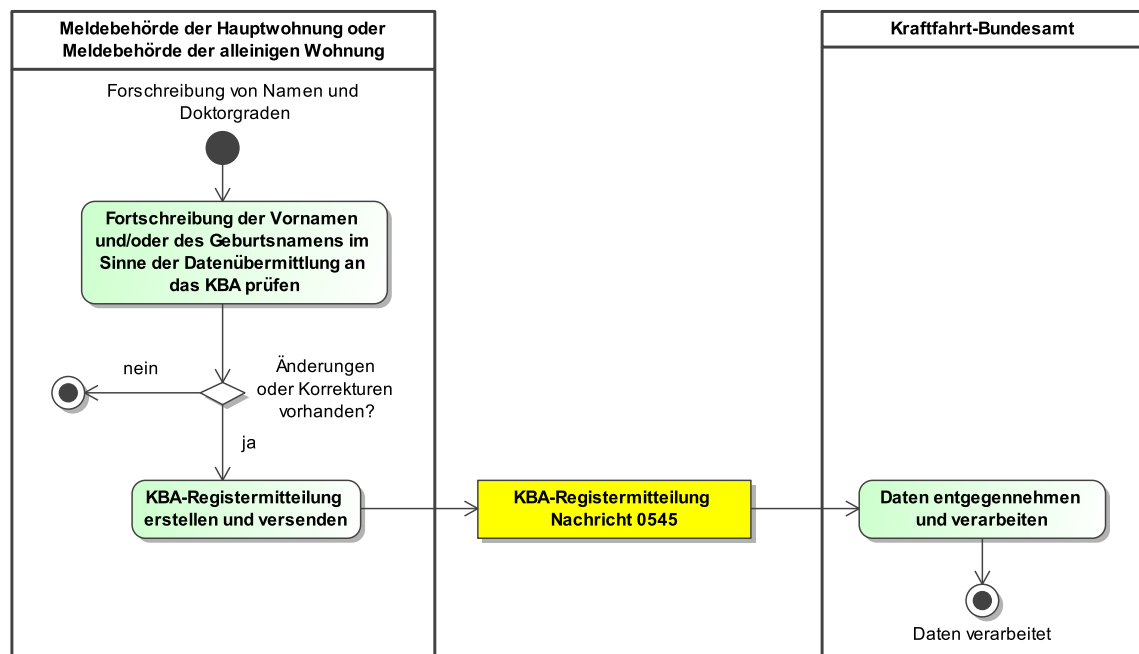 Meldebehörde der Hauptwohnung oder
Meldebehörde der alleinigen Wohnung
Kraftfahrt-Bundesamt
Forschreibung von Namen und
Doktorgraden
Fortschreibung der Vornamen
und/oder des Geburtsnamens im
Sinne der Datenübermittlung an
das KBA prüfen
nein
Änderungen
oder Korrekturen
vorhanden?
ja
KBA-Registermitteilung
erstellen und versenden
KBA-Registermitteilung
Nachricht 0545
Daten entgegennehmen
und verarbeiten
Daten verarbeitet